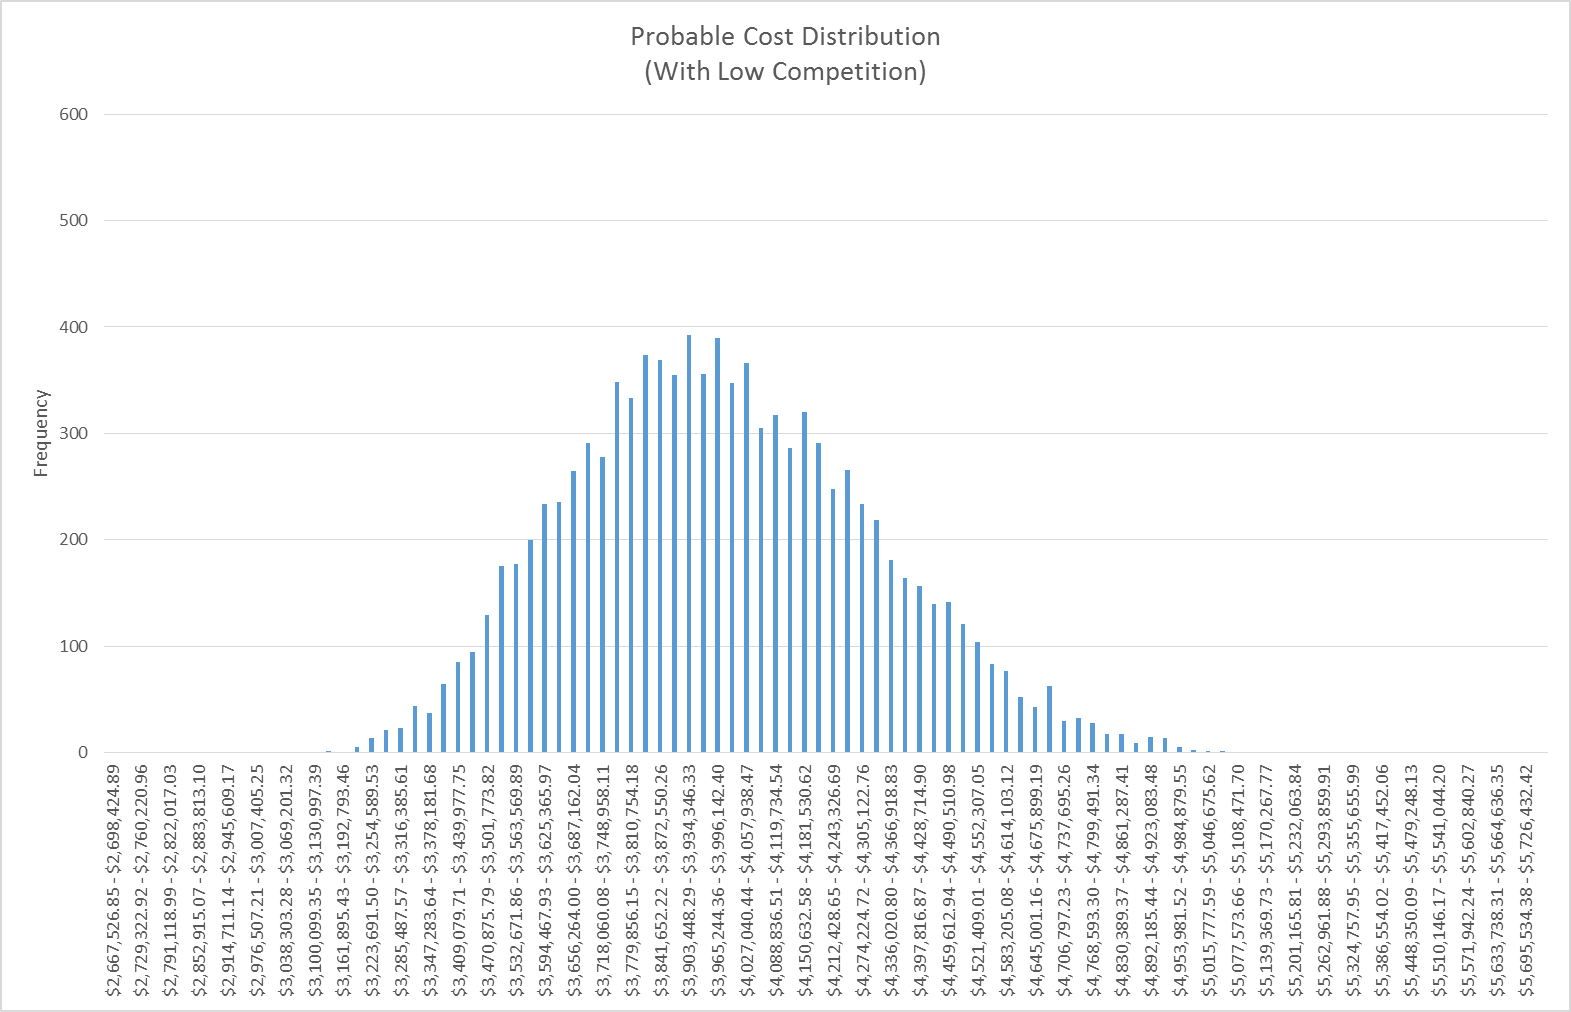 Probable Cost Distribution
(With Low Competition)
600
500
400
300
200
100
0
Frequency
$2,667,526.85 - $2,698,424.89
$2,729,322.92 - $2,760,220.96
$2,791,118.99 - $2,822,017.03
$2,852,915.07 - $2,883,813.10
$2,914,711.14 - $2,945,609.17
$2,976,507.21 - $3,007,405.25
$3,038,303.28 - $3,069,201.32
$3,100,099.35 - $3,130,997.39
$3,161,895.43 - $3,192,793.46
$3,223,691.50 - $3,254,589.53
$3,285,487.57 - $3,316,385.61
$3,347,283.64 - $3,378,181.68
$3,409,079.71 - $3,439,977.75
$3,470,875.79 - $3,501,773.82
$3,532,671.86 - $3,563,569.89
$3,594,467.93 - $3,625,365.97
$3,656,264.00 - $3,687,162.04
$3,718,060.08 - $3,748,958.11
$3,779,856.15 - $3,810,754.18
$3,841,652.22 - $3,872,550.26
$3,903,448.29 - $3,934,346.33
$3,965,244.36 - $3,996,142.40
$4,027,040.44 - $4,057,938.47
$4,088,836.51 - $4,119,734.54
$4,150,632.58 - $4,181,530.62
$4,212,428.65 - $4,243,326.69
$4,274,224.72 - $4,305,122.76
$4,336,020.80 - $4,366,918.83
$4,397,816.87 - $4,428,714.90
$4,459,612.94 - $4,490,510.98
$4,521,409.01 - $4,552,307.05
$4,583,205.08 - $4,614,103.12
$4,645,001.16 - $4,675,899.19
$4,706,797.23 - $4,737,695.26
$4,768,593.30 - $4,799,491.34
$4,830,389.37 - $4,861,287.41
$4,892,185.44 - $4,923,083.48
$4,953,981.52 - $4,984,879.55
$5,015,777.59 - $5,046,675.62
$5,077,573.66 - $5,108,471.70
$5,139,369.73 - $5,170,267.77
$5,201,165.81 - $5,232,063.84
$5,262,961.88 - $5,293,859.91
$5,324,757.95 - $5,355,655.99
$5,386,554.02 - $5,417,452.06
$5,448,350.09 - $5,479,248.13
$5,510,146.17 - $5,541,044.20
$5,571,942.24 - $5,602,840.27
$5,633,738.31 - $5,664,636.35
$5,695,534.38 - $5,726,432.42